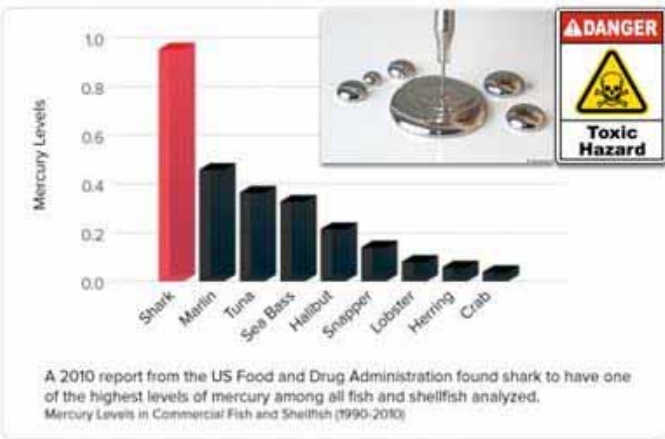 1.0
0.8
0.6
0.4
0.2
0.0
Mercury Levels
Shark
Marlin
Tuna
Sea Bass
Halibut
Snapper
Lobster
Herring
Crab
DANGER
Toxic
Hazard
A 2010 report from the US Food and Drug Administration found shark to have one
of the highest levels of mercury among all fish and shellfish analyzed.
Mercury Levels in Commercial Fish and Shellfish (1990-2010)